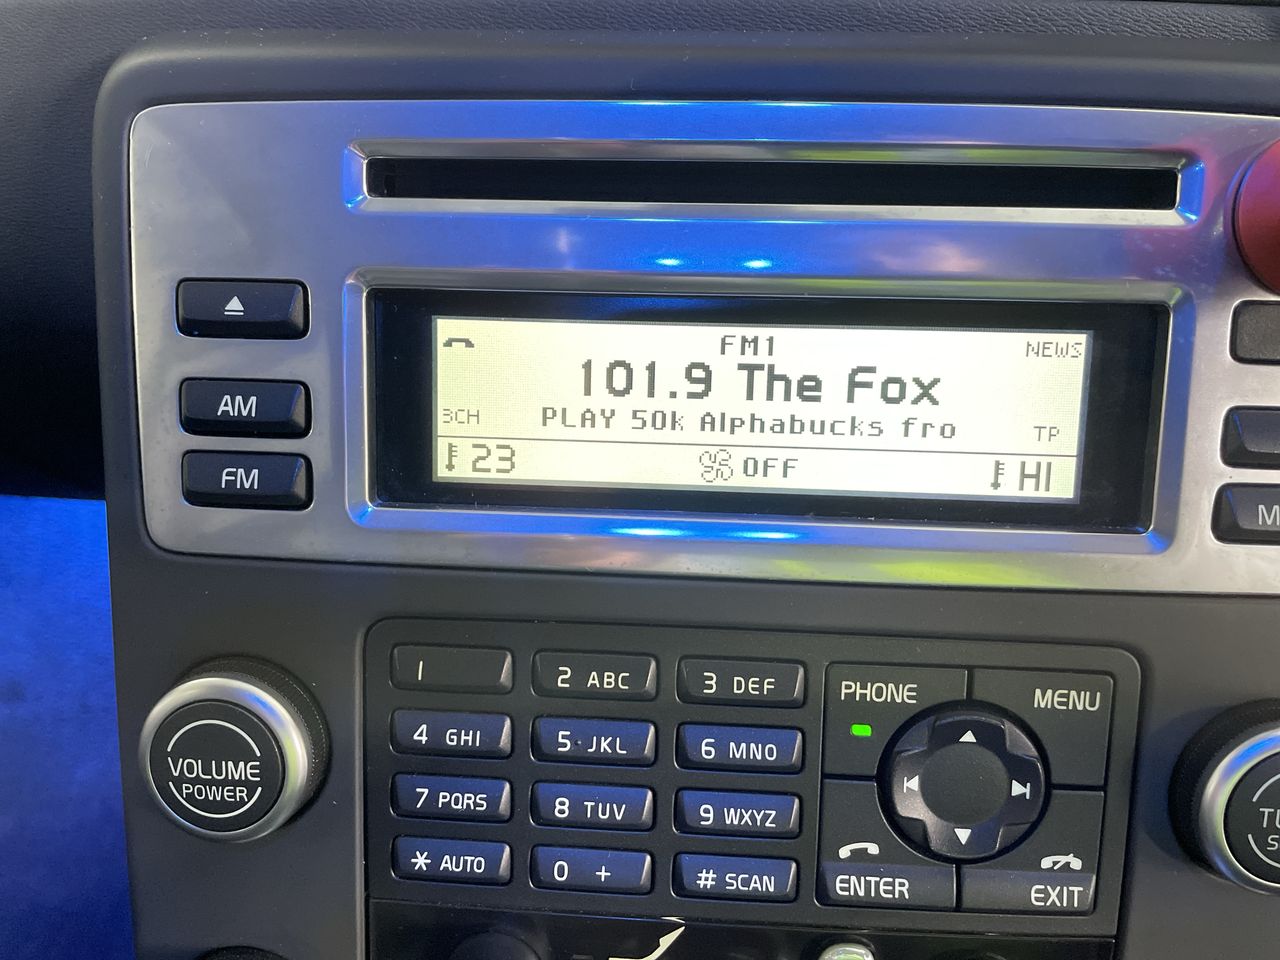 AM
FM
FM1
NEWS
101.9 The Fox
3CH
PLAY 50k Alphabucks fro
TP
23
OFF
HI
M
VOLUME
POWER
1
2 ABC
3 DEF
4 GHI
5 JKL
6 MNO
7 PQRS
8 TUV
9 WXYZ
* AUTO
0 +
# SCAN
PHONE
MENU
ENTER
EXIT
TU
S